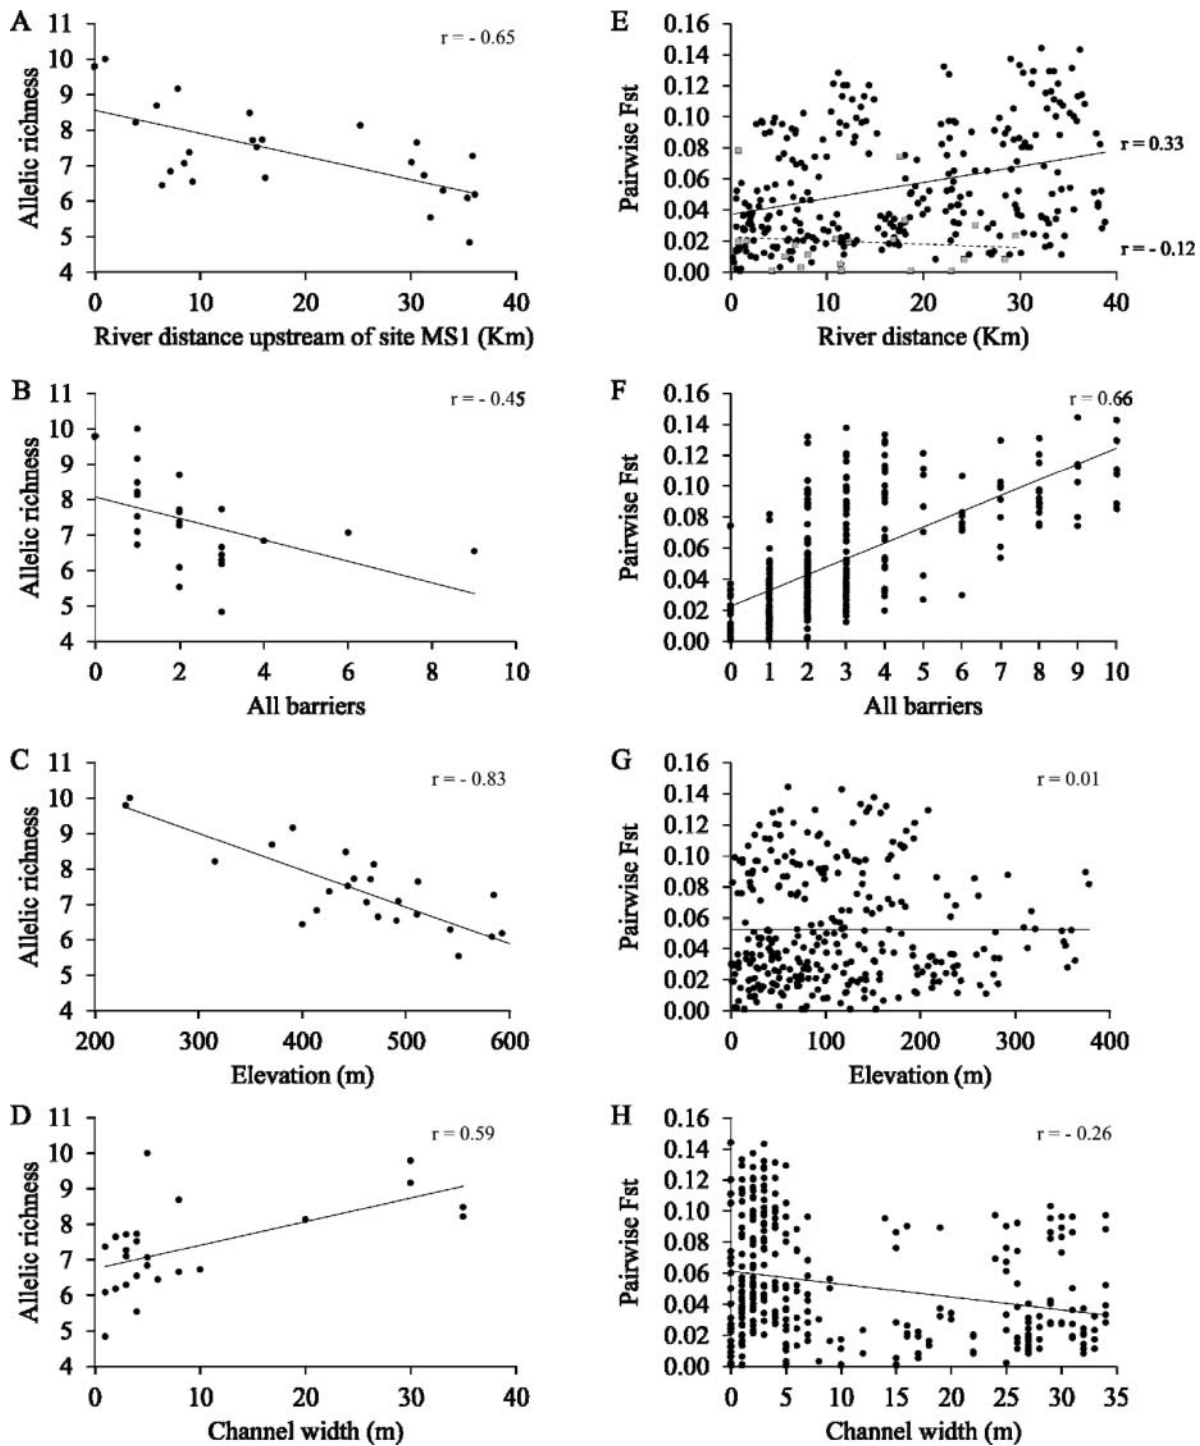 A
Allelic richness
11
10
9
8
7
6
5
4
r = - 0.65
0 10 20 30 40
River distance upstream of site MS1 (Km)
E
Pairwise Fst
0.16
0.14
0.12
0.10
0.08
0.06
0.04
0.02
0.00
r = 0.33
r = - 0.12
0 10 20 30 40
River distance (Km)
B
Allelic richness
11
10
9
8
7
6
5
4
r = - 0.45
0 2 4 6 8 10
All barriers
F
Pairwise Fst
0.16
0.14
0.12
0.10
0.08
0.06
0.04
0.02
0.00
r = 0.66
0 1 2 3 4 5 6 7 8 9 10
All barriers
C
Allelic richness
11
10
9
8
7
6
5
4
r = - 0.83
200 300 400 500 600
Elevation (m)
G
Pairwise Fst
0.16
0.14
0.12
0.10
0.08
0.06
0.04
0.02
0.00
r = 0.01
0 100 200 300 400
Elevation (m)
D
Allelic richness
11
10
9
8
7
6
5
4
r = 0.59
0 10 20 30 40
Channel width (m)
H
Pairwise Fst
0.16
0.14
0.12
0.10
0.08
0.06
0.04
0.02
0.00
r = - 0.26
0 5 10 15 20 25 30 35
Channel width (m)